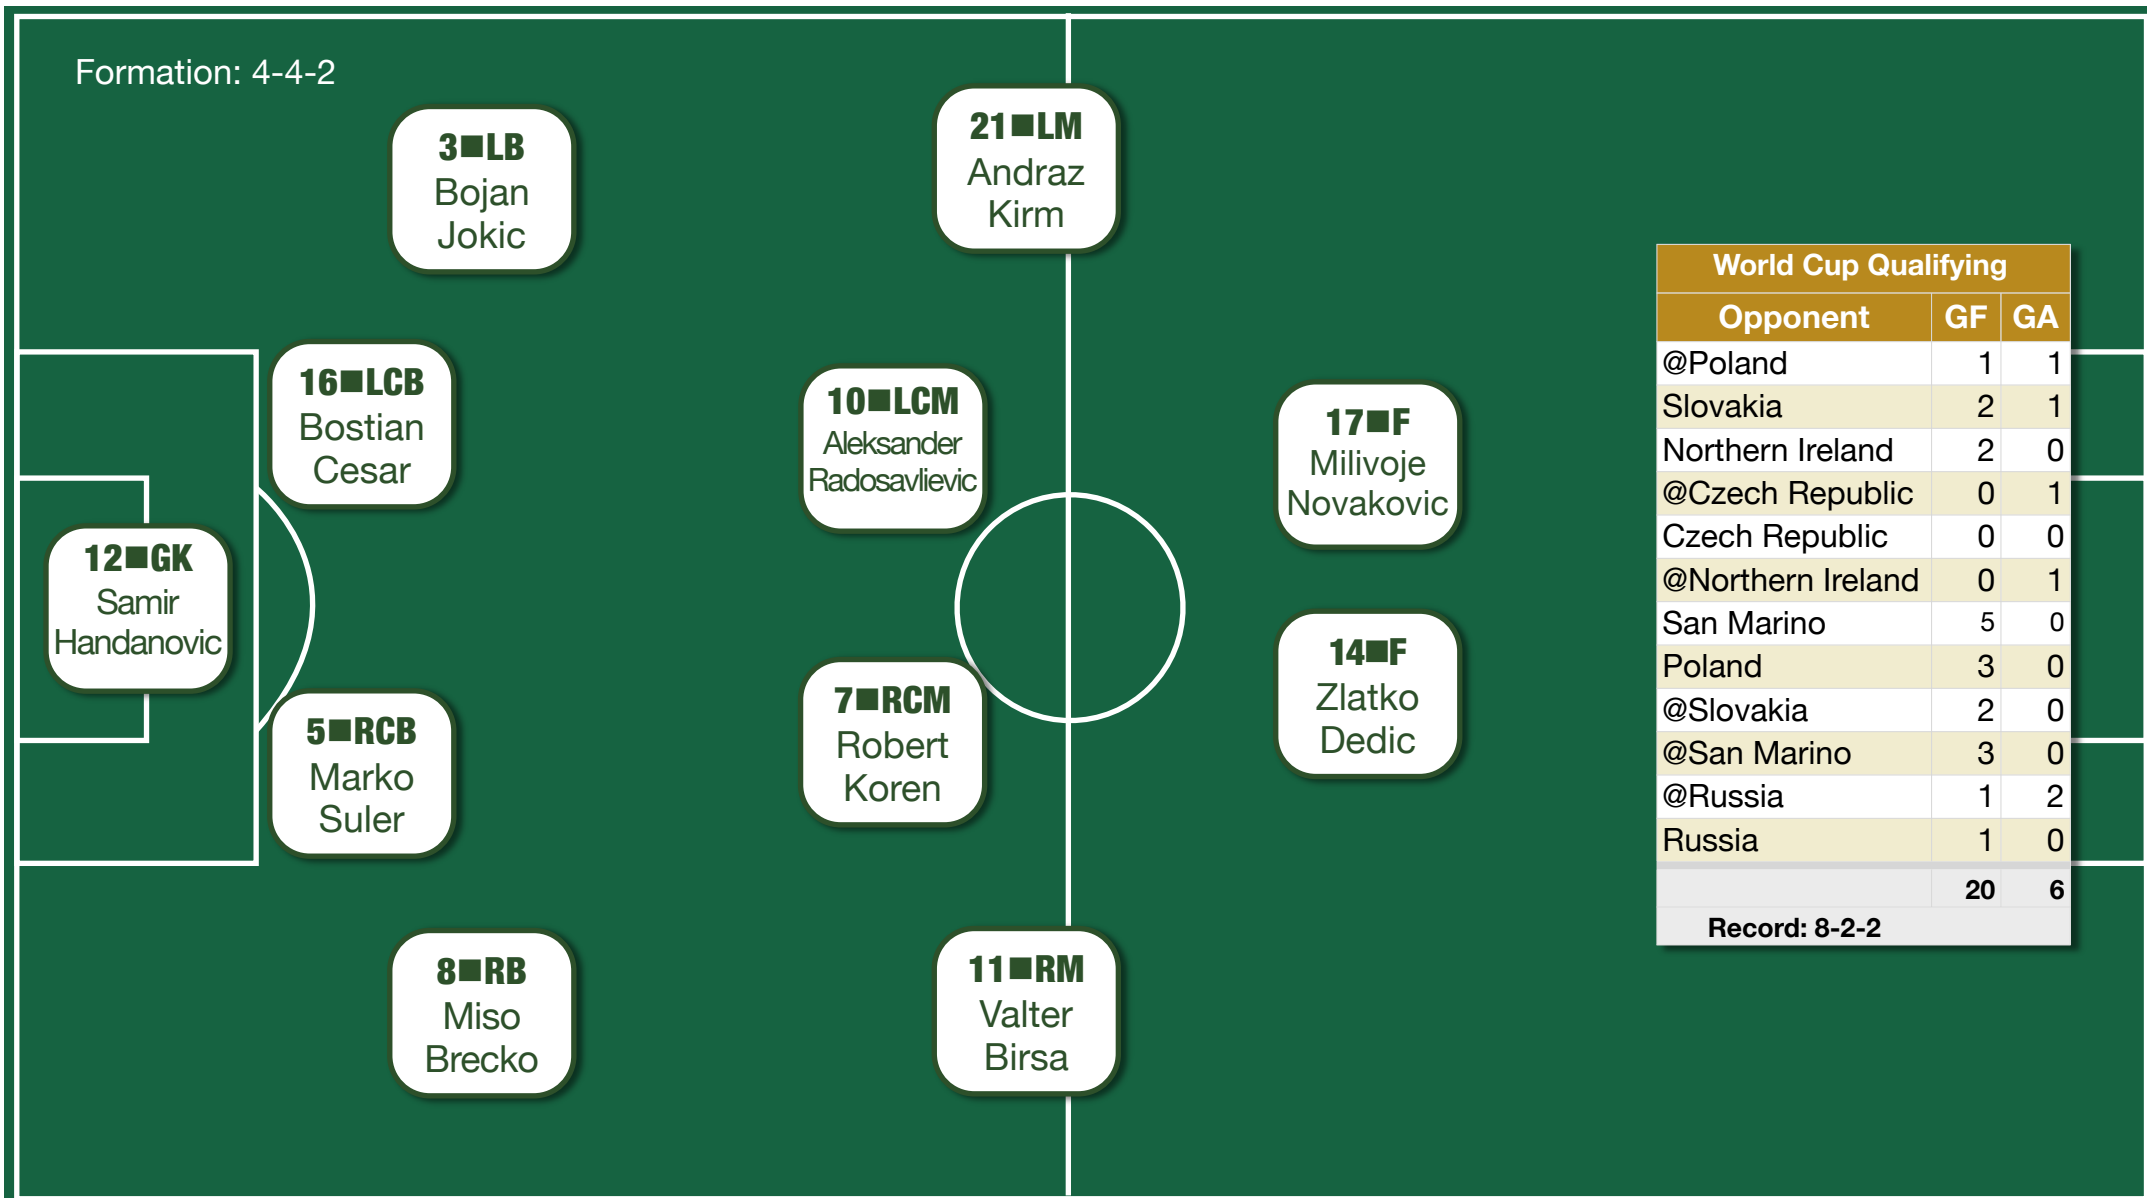 Formation: 4-4-2
3■LB
Bojan
Jokic
21■LM
Andraz
Kirm
16■LCB
Bostian
Cesar
10■LCM
Aleksander
Radosavlievic
17■F
Milivoje
Novakovic
12■GK
Samir
Handanovic
5■RCB
Marko
Suler
7■RCM
Robert
Koren
14■F
Zlatko
Dedic
8■RB
Miso
Brecko
11■RM
Valter
Birsa
World Cup Qualifying
Opponent GF GA
@Poland 1 1
Slovakia 2 1
Northern Ireland 2 0
@Czech Republic 0 1
Czech Republic 0 0
@Northern Ireland 0 1
San Marino 5 0
Poland 3 0
@Slovakia 2 0
@San Marino 3 0
@Russia 1 2
Russia 1 0
20 6
Record: 8-2-2